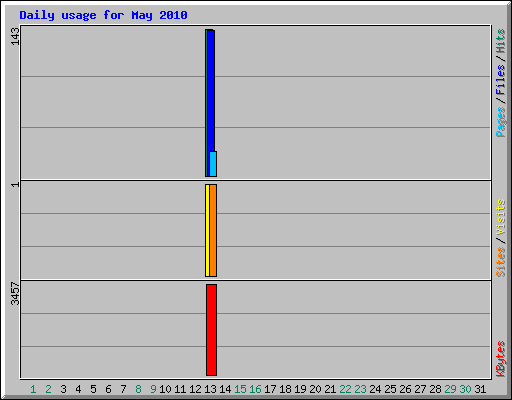 Daily usage for May 2010
143
Pages / Files / Hits
1
Sites / Visits
3457
KBytes
1 2 3 4 5 6 7 8 9 10 11 12 13 14 15 16 17 18 19 20 21 22 23 24 25 26 27 28 29 30 31